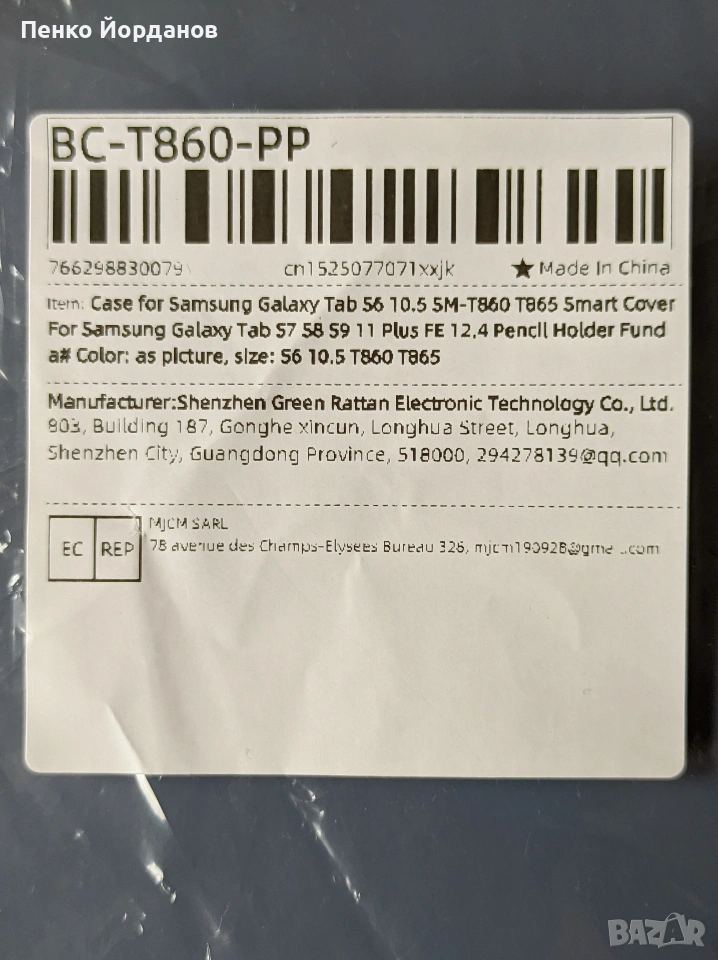 Пенко Йорданов
BC-T860-PP
766298830079
cn1525077071xxjk
★ Made In China
Item: Case for Samsung Galaxy Tab S6 10.5 SM-T860 T865 Smart Cover
For Samsung Galaxy Tab S7 S8 S9 11 Plus FE 12.4 Pencil Holder Fund
a# Color: as picture, size: S6 10.5 T860 T865
Manufacturer:Shenzhen Green Rattan Electronic Technology Co., Ltd.
803, Building 187, Gonghe xincun, Longhua Street, Longhua,
Shenzhen City, Guangdong Province, 518000, 294278139@qq.com
EC REP
MJCM SARL
78 avenue des Champs-Elysees Bureau 326,
BAZAR